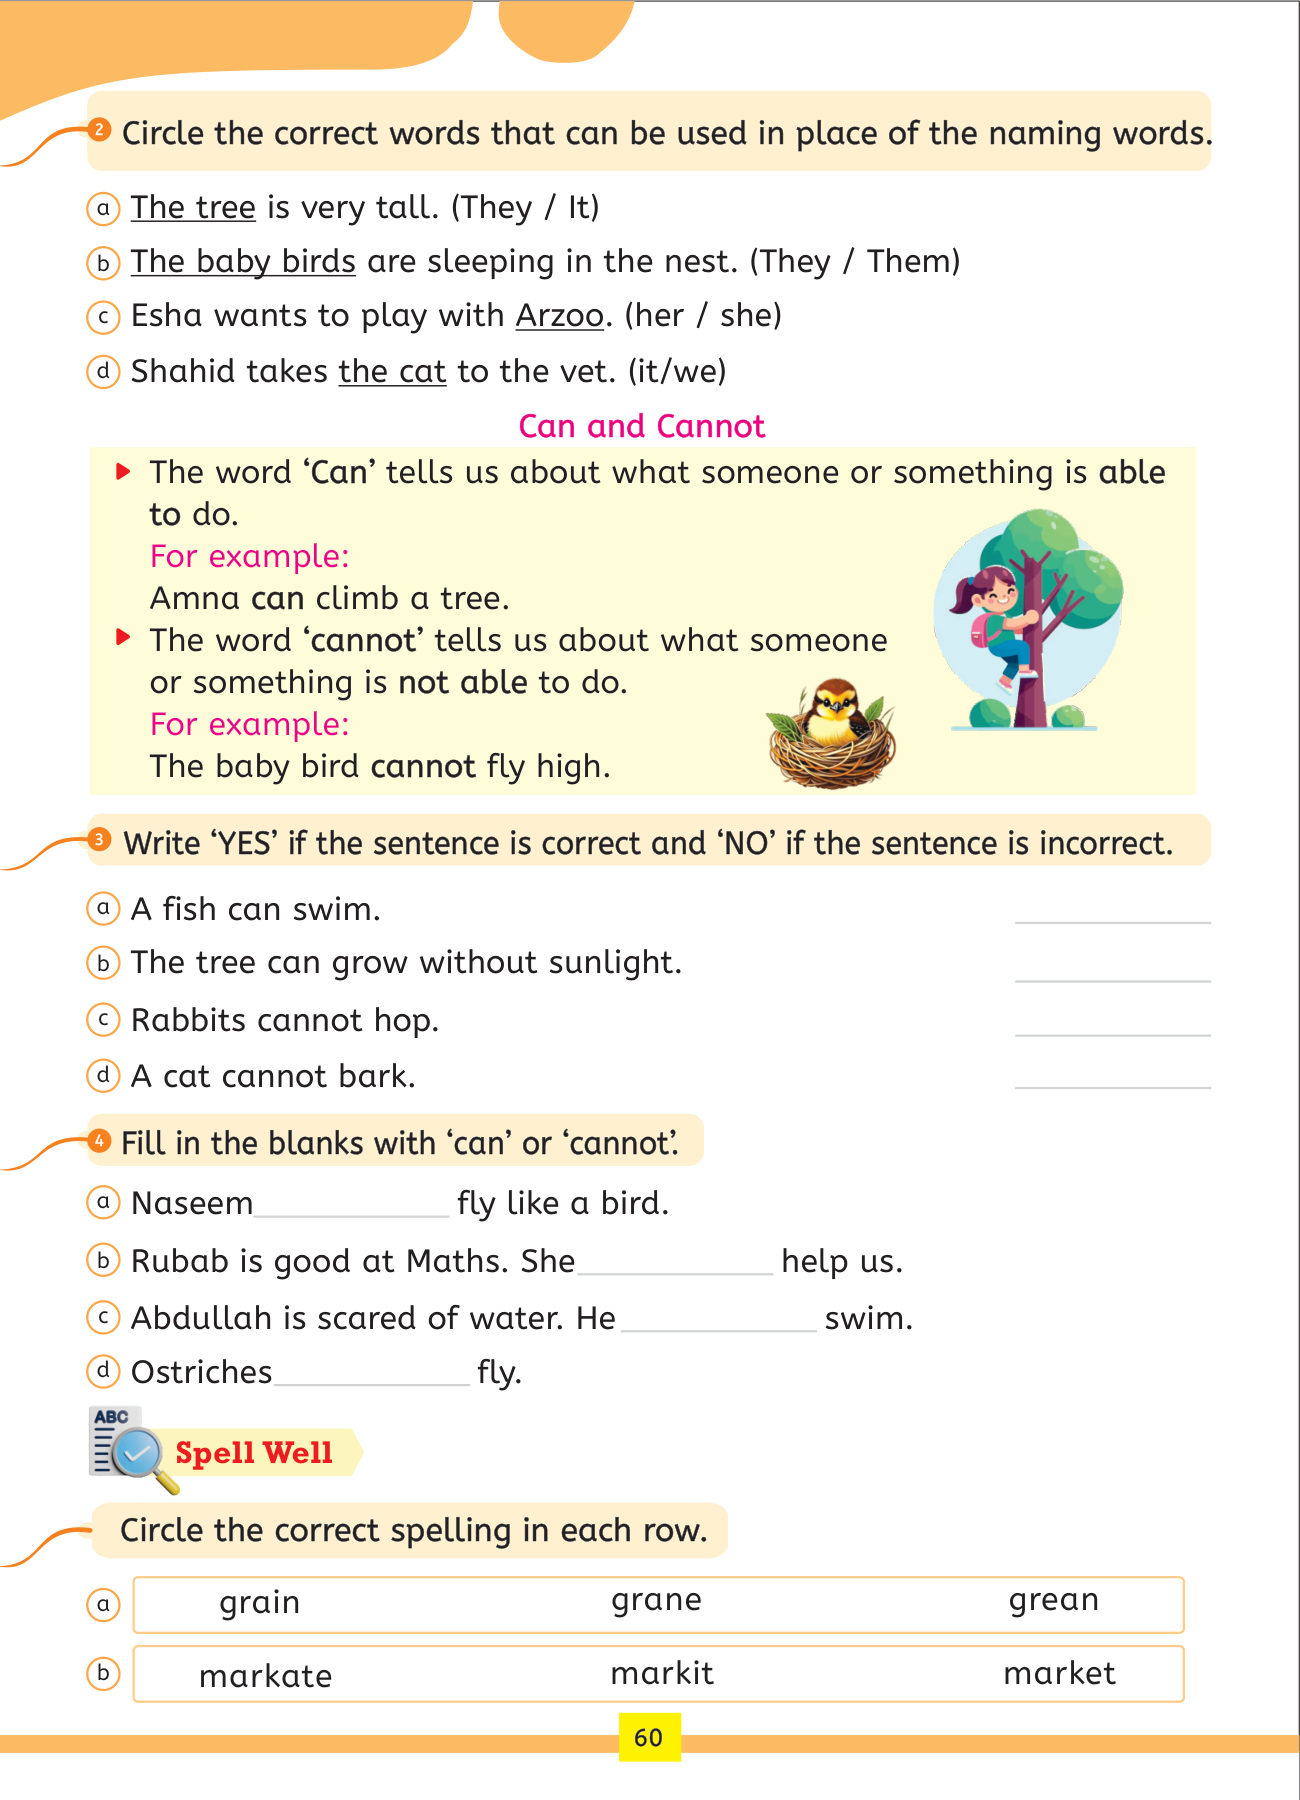 2 Circle the correct words that can be used in place of the naming words.
a The tree is very tall. (They / It)
b The baby birds are sleeping in the nest. (They / Them)
c Esha wants to play with Arzoo. (her / she)
d Shahid takes the cat to the vet. (it/we)
Can and Cannot
The word ‘Can’ tells us about what someone or something is able
to do.
For example:
Amna can climb a tree.
The word ‘cannot’ tells us about what someone
or something is not able to do.
For example:
The baby bird cannot fly high.
3 Write ‘YES’ if the sentence is correct and ‘NO’ if the sentence is incorrect.
a A fish can swim.
b The tree can grow without sunlight.
c Rabbits cannot hop.
d A cat cannot bark.
4 Fill in the blanks with ‘can’ or ‘cannot’.
a Naseem____________ fly like a bird.
b Rubab is good at Maths. She____________ help us.
c Abdullah is scared of water. He____________ swim.
d Ostriches____________ fly.
ABC
Spell Well
Circle the correct spelling in each row.
a grain grane grean
b markate markit market
60